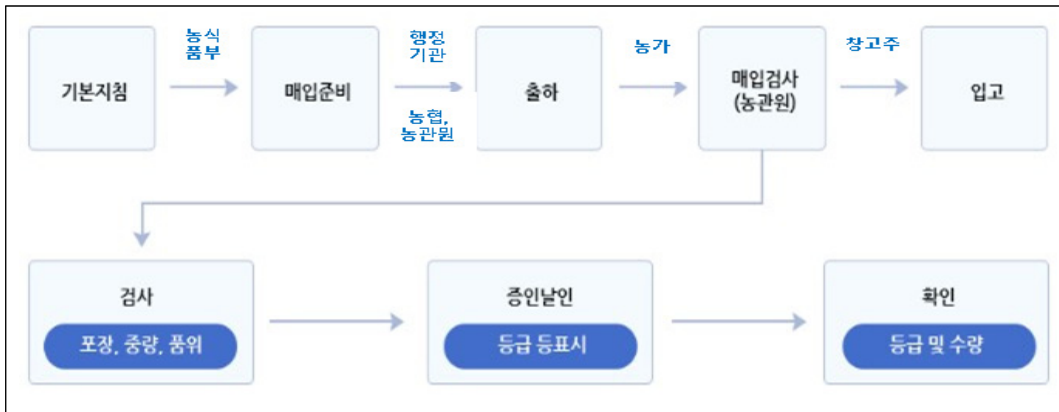 기본지침
농식
품부
매입준비
행정
기관
농협,
농관원
출하
농가
매입검사
(농관원)
창고주
입고
검사
포장, 중량, 품위
증인날인
등급 등표시
확인
등급 및 수량